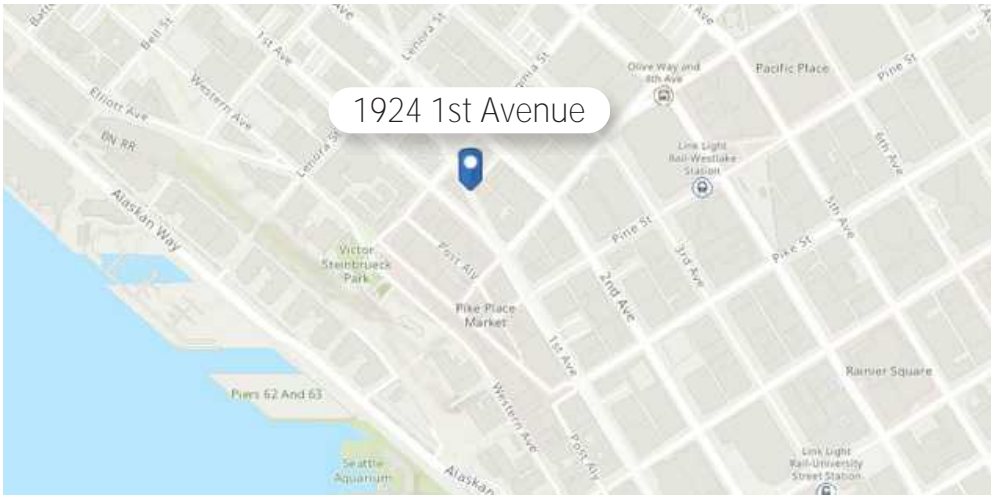 Ave
Ave
Bell St
1st Ave
Lenora St
Western Ave
Elliott Ave
BN RR
Lenora St
Olive Way and
8th Ave
Pacific Place
Pine St
1924 1st Avenue
Link Light
Rail-Westlake
Station
6th Ave
5th Ave
Alaskan Way
Victor
Steinbrueck
Park
Post Aly
Pine St
3rd Ave
Pike St
Pike Place
Market
2nd Ave
1st Ave
Rainier Square
Piers 62 And 63
Western Ave
Post Aly
Seattle
Aquarium
Alaskan
Link Light
Rail-University
Street Station